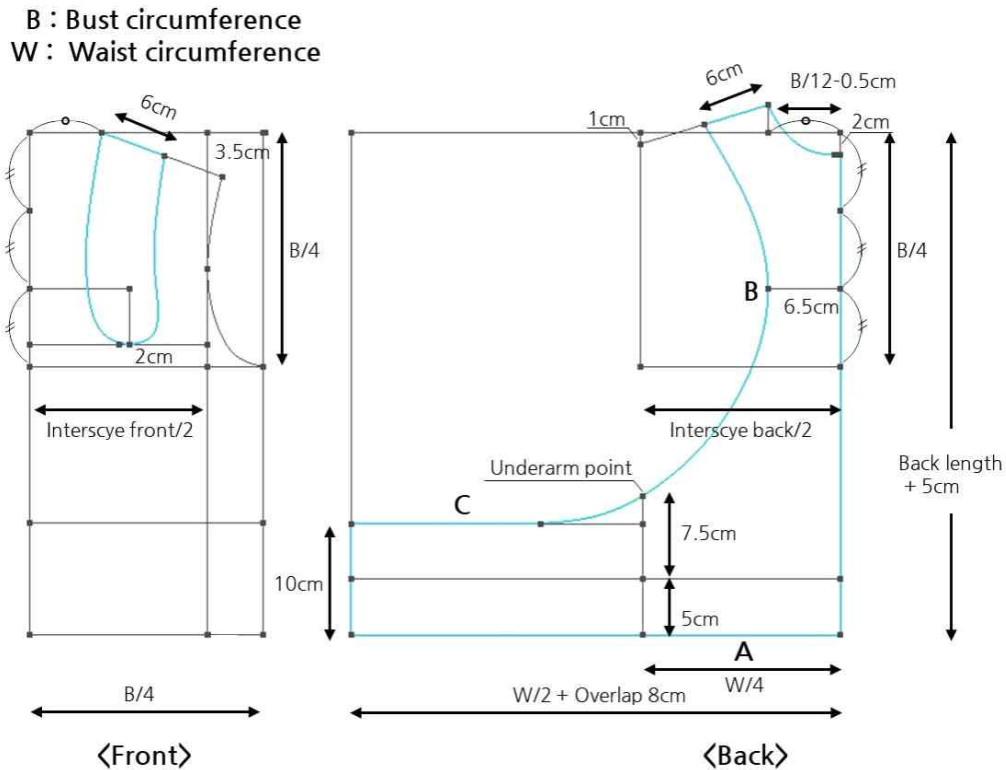 B : Bust circumference
W : Waist circumference
6cm
3.5cm
B/4
2cm
Interscye front/2
B/4
〈Front〉
6cm
B/12-0.5cm
1cm
2cm
B/4
B
6.5cm
Interscye back/2
Underarm point
C
Back length
+ 5cm
7.5cm
10cm
5cm
A
W/4
W/2 + Overlap 8cm
〈Back〉